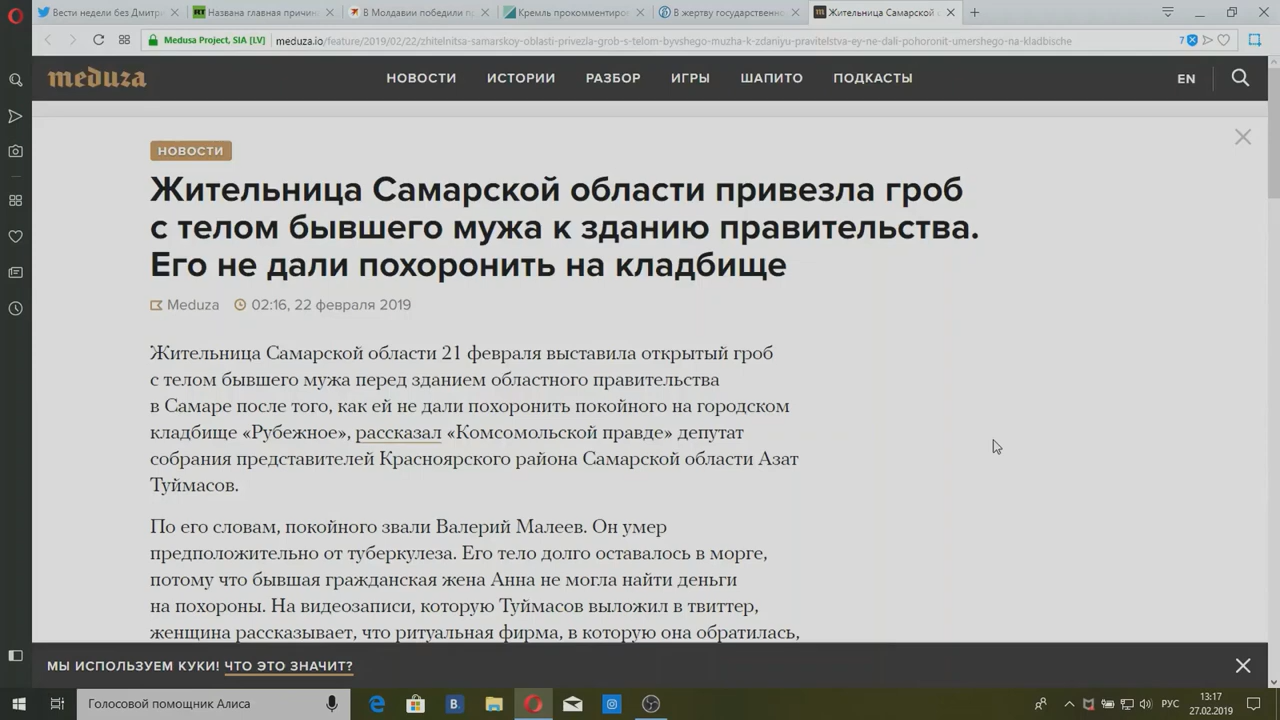 Вести недели без Дмитр
Названа главная причин
В Молдавии победили п
Кремль прокомментиро
В жертву государственн
Жительница Самарской о
Medusa Project, SIA [LV]
meduza.io/feature/2019/02/22/zhitelnitsa-samarskoy-oblasti-privezla-grob-s-telom-byvshego-muzha-k-zdaniyu-pravitelstva-ey-ne-dali-pohoronit-umershego-na-kladbische
7
meduza
НОВОСТИ
ИСТОРИИ
РАЗБОР
ИГРЫ
ШАПИТО
ПОДКАСТЫ
EN
НОВОСТИ
Жительница Самарской области привезла гроб
с телом бывшего мужа к зданию правительства.
Его не дали похоронить на кладбище
Meduza
02:16, 22 февраля 2019
Жительница Самарской области 21 февраля выставила открытый гроб
с телом бывшего мужа перед зданием областного правительства
в Самаре после того, как ей не дали похоронить покойного на городском
кладбище «Рубежное», рассказал «Комсомольской правде» депутат
собрания представителей Красноярского района Самарской области Азат
Туймасов.
По его словам, покойного звали Валерий Малеев. Он умер
предположительно от туберкулеза. Его тело долго оставалось в морге,
потому что бывшая гражданская жена Анна не могла найти деньги
на похороны. На видеозаписи, которую Туймасов выложил в твиттер,
женщина рассказывает, что ритуальная фирма, в которую она обратилась,
МЫ ИСПОЛЬЗУЕМ КУКИ! ЧТО ЭТО ЗНАЧИТ?
Голосовой помощник Алиса
РУС
13:17
27.02.2019